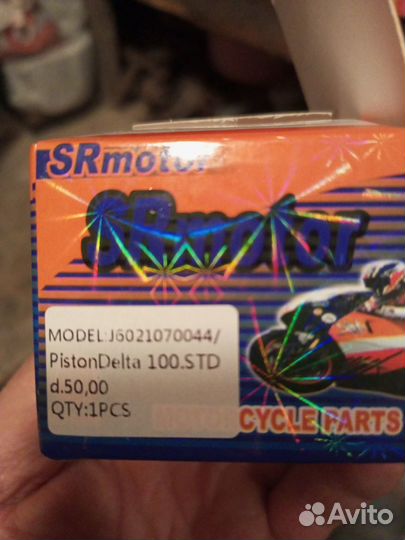 SRmotor
SRmotor
MODEL:J6021070044/
PistonDelta 100.STD
d.50,00
QTY:1PCS
MOTORCYCLE PARTS
Avito